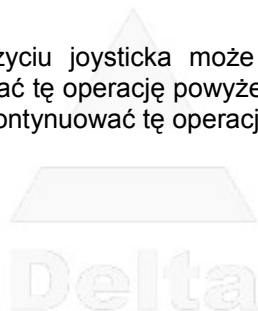 życiu joysticka może
ać tę operację powyże
ontynuować tę operacj
Delta